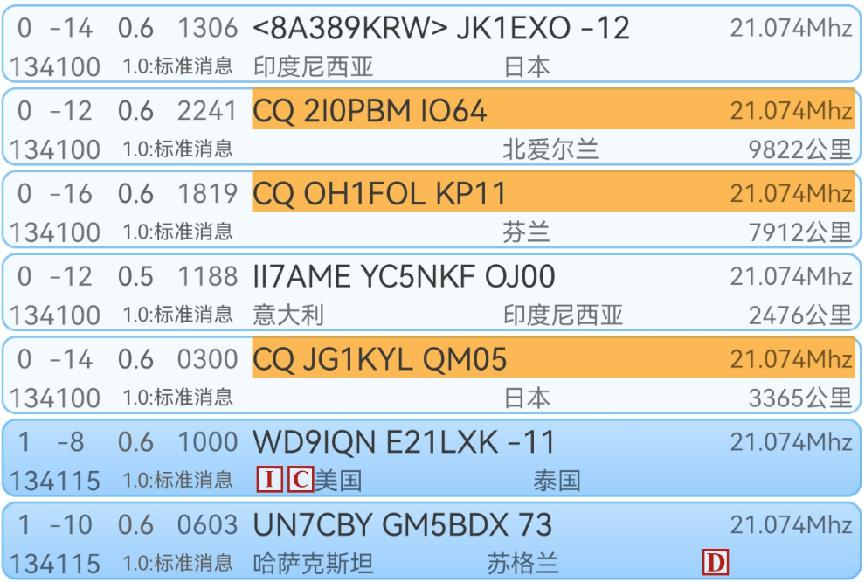 0 -14 0.6 1306 <8A389KRW> JK1EXO -12 21.074Mhz
134100 1.0:标准消息 印度尼西亚 日本
0 -12 0.6 2241 CQ 2I0PBM IO64 21.074Mhz
134100 1.0:标准消息 北爱尔兰 9822公里
0 -16 0.6 1819 CQ OH1FOL KP11 21.074Mhz
134100 1.0:标准消息 芬兰 7912公里
0 -12 0.5 1188 II7AME YC5NKF OJ00 21.074Mhz
134100 1.0:标准消息 意大利 印度尼西亚 2476公里
0 -14 0.6 0300 CQ JG1KYL QM05 21.074Mhz
134100 1.0:标准消息 日本 3365公里
1 -8 0.6 1000 WD9IQN E21LXK -11 21.074Mhz
134115 1.0:标准消息 I C 美国 泰国
1 -10 0.6 0603 UN7CBY GM5BDX 73 21.074Mhz
134115 1.0:标准消息 哈萨克斯坦 苏格兰 D